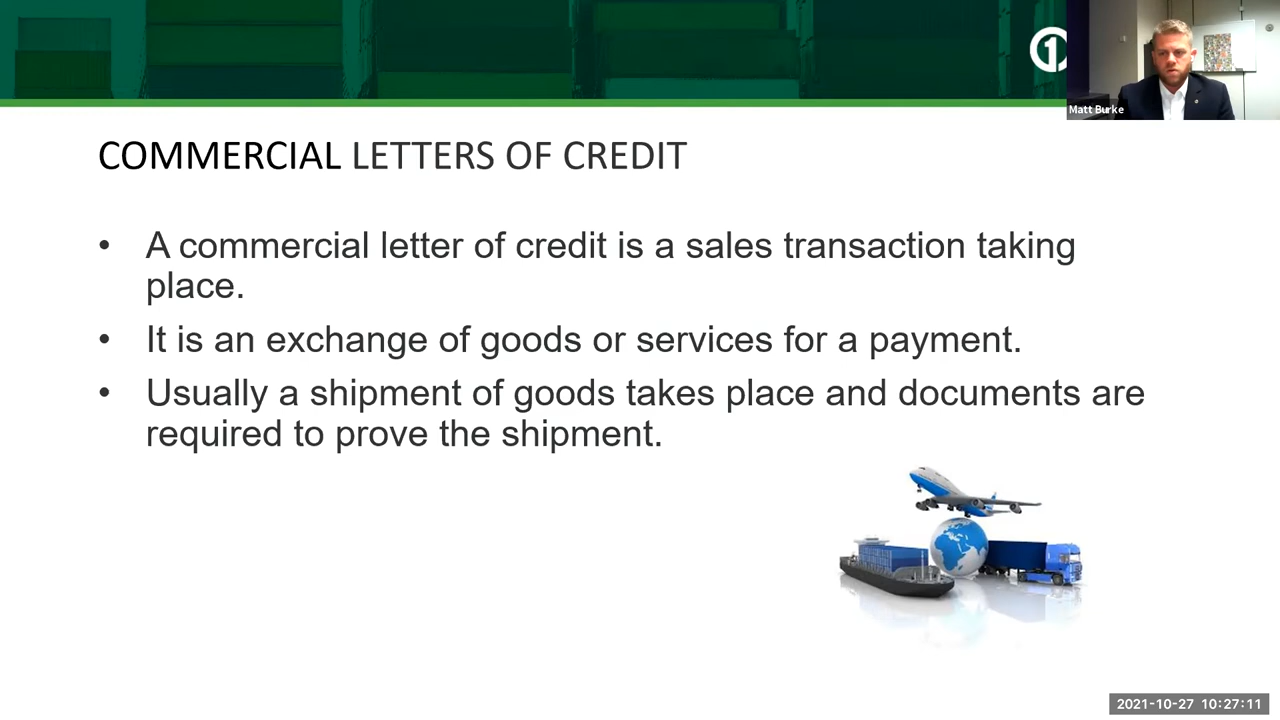 1
Matt Burke
COMMERCIAL LETTERS OF CREDIT
• A commercial letter of credit is a sales transaction taking
place.
• It is an exchange of goods or services for a payment.
• Usually a shipment of goods takes place and documents are
required to prove the shipment.
2021-10-27 10:27:11